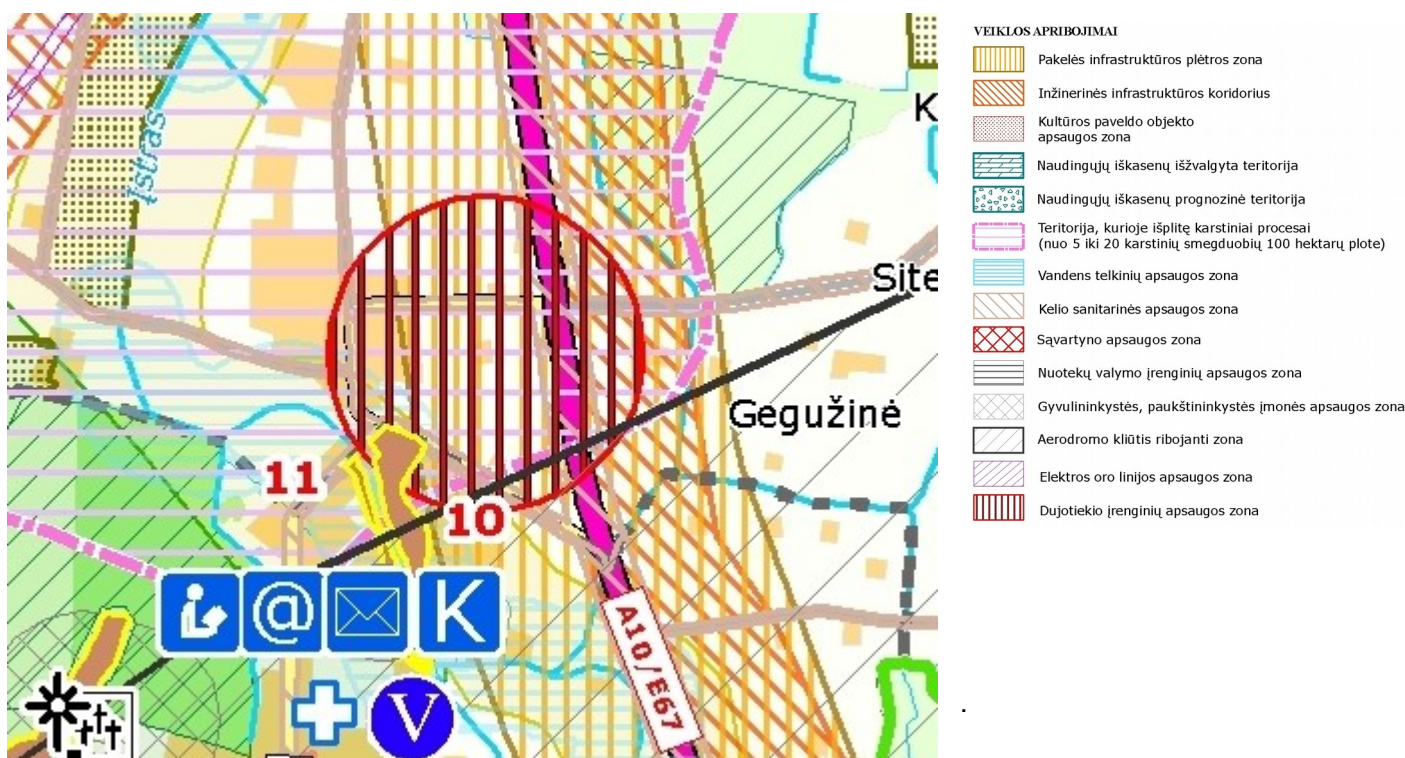 Įstras
K
Site
Gegužinė
11
10
@
K
A10/E67
V
VEIKLOS APRIBOJIMAI
Pakelės infrastruktūros plėtros zona
Inžinerinės infrastruktūros koridorius
Kultūros paveldo objekto
apsaugos zona
Naudingųjų iškasenų išžvalgyta teritorija
Naudingųjų iškasenų prognozinė teritorija
Teritorija, kurioje išplitę karstiniai procesai
(nuo 5 iki 20 karstinių smegduobių 100 hektarų plote)
Vandens telkinių apsaugos zona
Kelio sanitarinės apsaugos zona
Sąvartyno apsaugos zona
Nuotekų valymo įrenginių apsaugos zona
Gyvulininkystės, paukštininkystės įmonės apsaugos zona
Aerodromo kliūtis ribojanti zona
Elektros oro linijos apsaugos zona
Dujotiekio įrenginių apsaugos zona
.